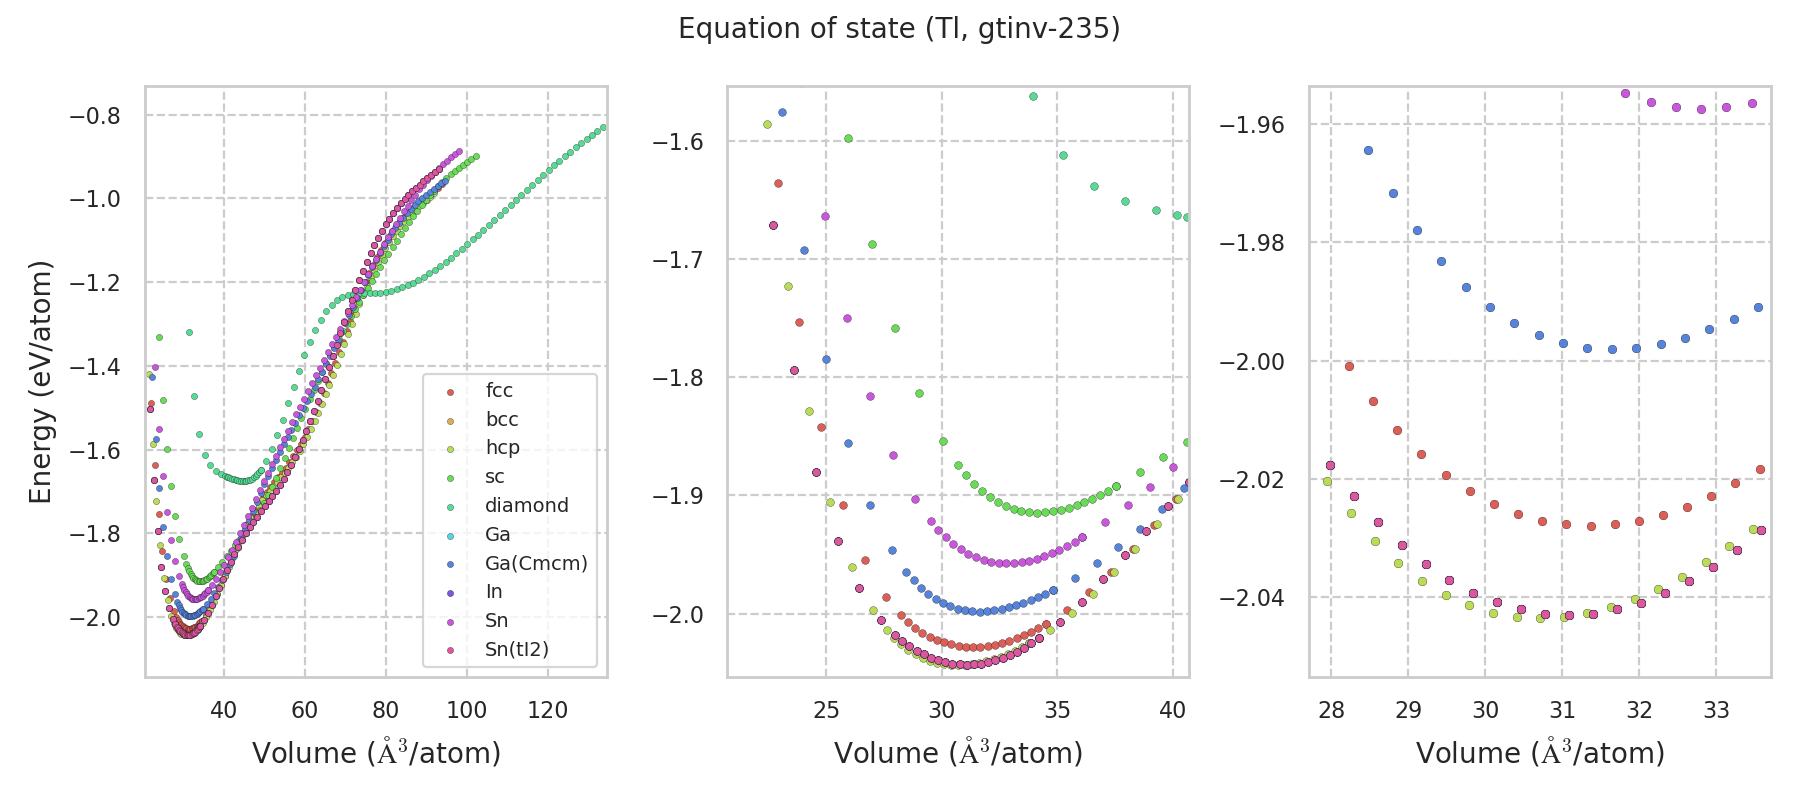 Equation of state (Tl, gtinv-235)
Energy (eV/atom)
−0.8
−1.0
−1.2
−1.4
−1.6
−1.8
−2.0
40 60 80 100 120
Volume (Å³/atom)
fcc
bcc
hcp
sc
diamond
Ga
Ga(Cmcm)
In
Sn
Sn(tI2)
−1.6
−1.7
−1.8
−1.9
−2.0
25 30 35 40
Volume (Å³/atom)
−1.96
−1.98
−2.00
−2.02
−2.04
28 29 30 31 32 33
Volume (Å³/atom)